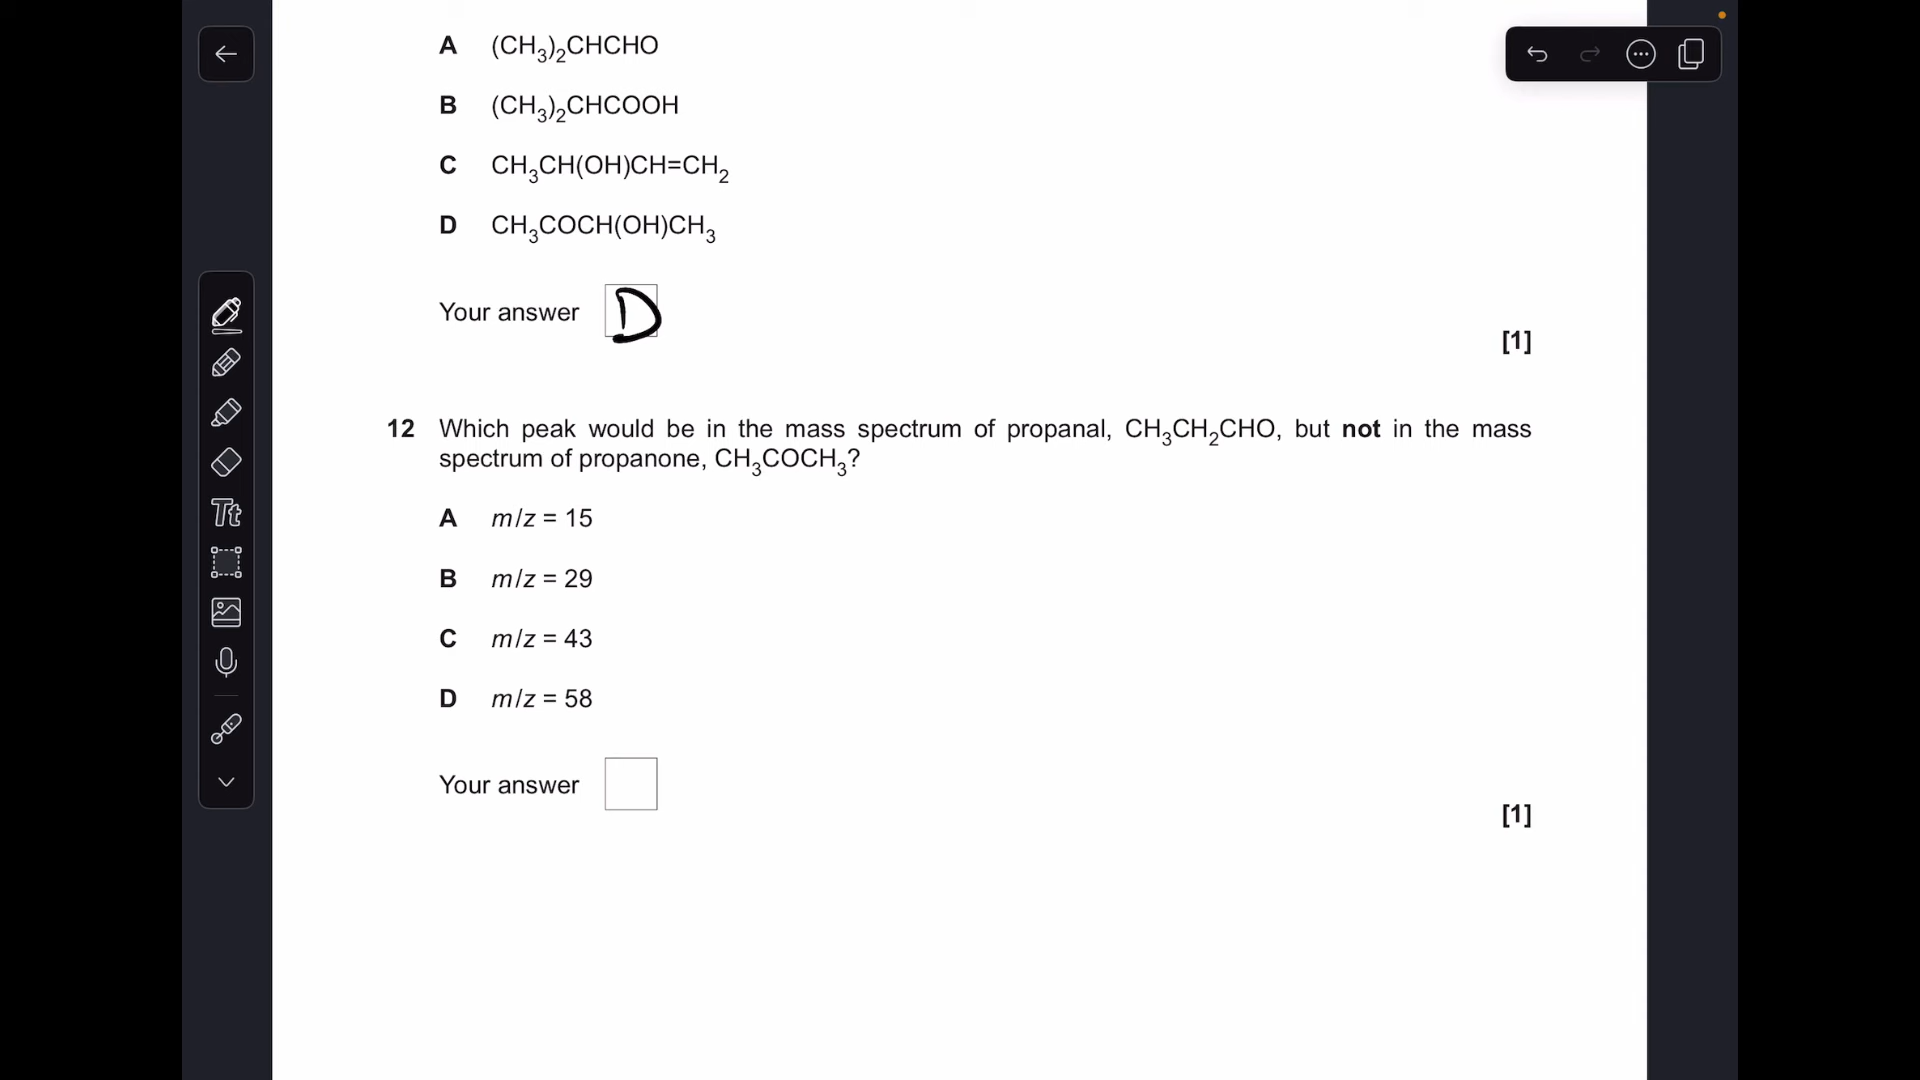 A (CH₃)₂CHCHO
B (CH₃)₂CHCOOH
C CH₃CH(OH)CH=CH₂
D CH₃COCH(OH)CH₃
Your answer D
[1]
12 Which peak would be in the mass spectrum of propanal, CH₃CH₂CHO, but not in the mass
spectrum of propanone, CH₃COCH₃?
A m/z = 15
B m/z = 29
C m/z = 43
D m/z = 58
Your answer
[1]
Tt